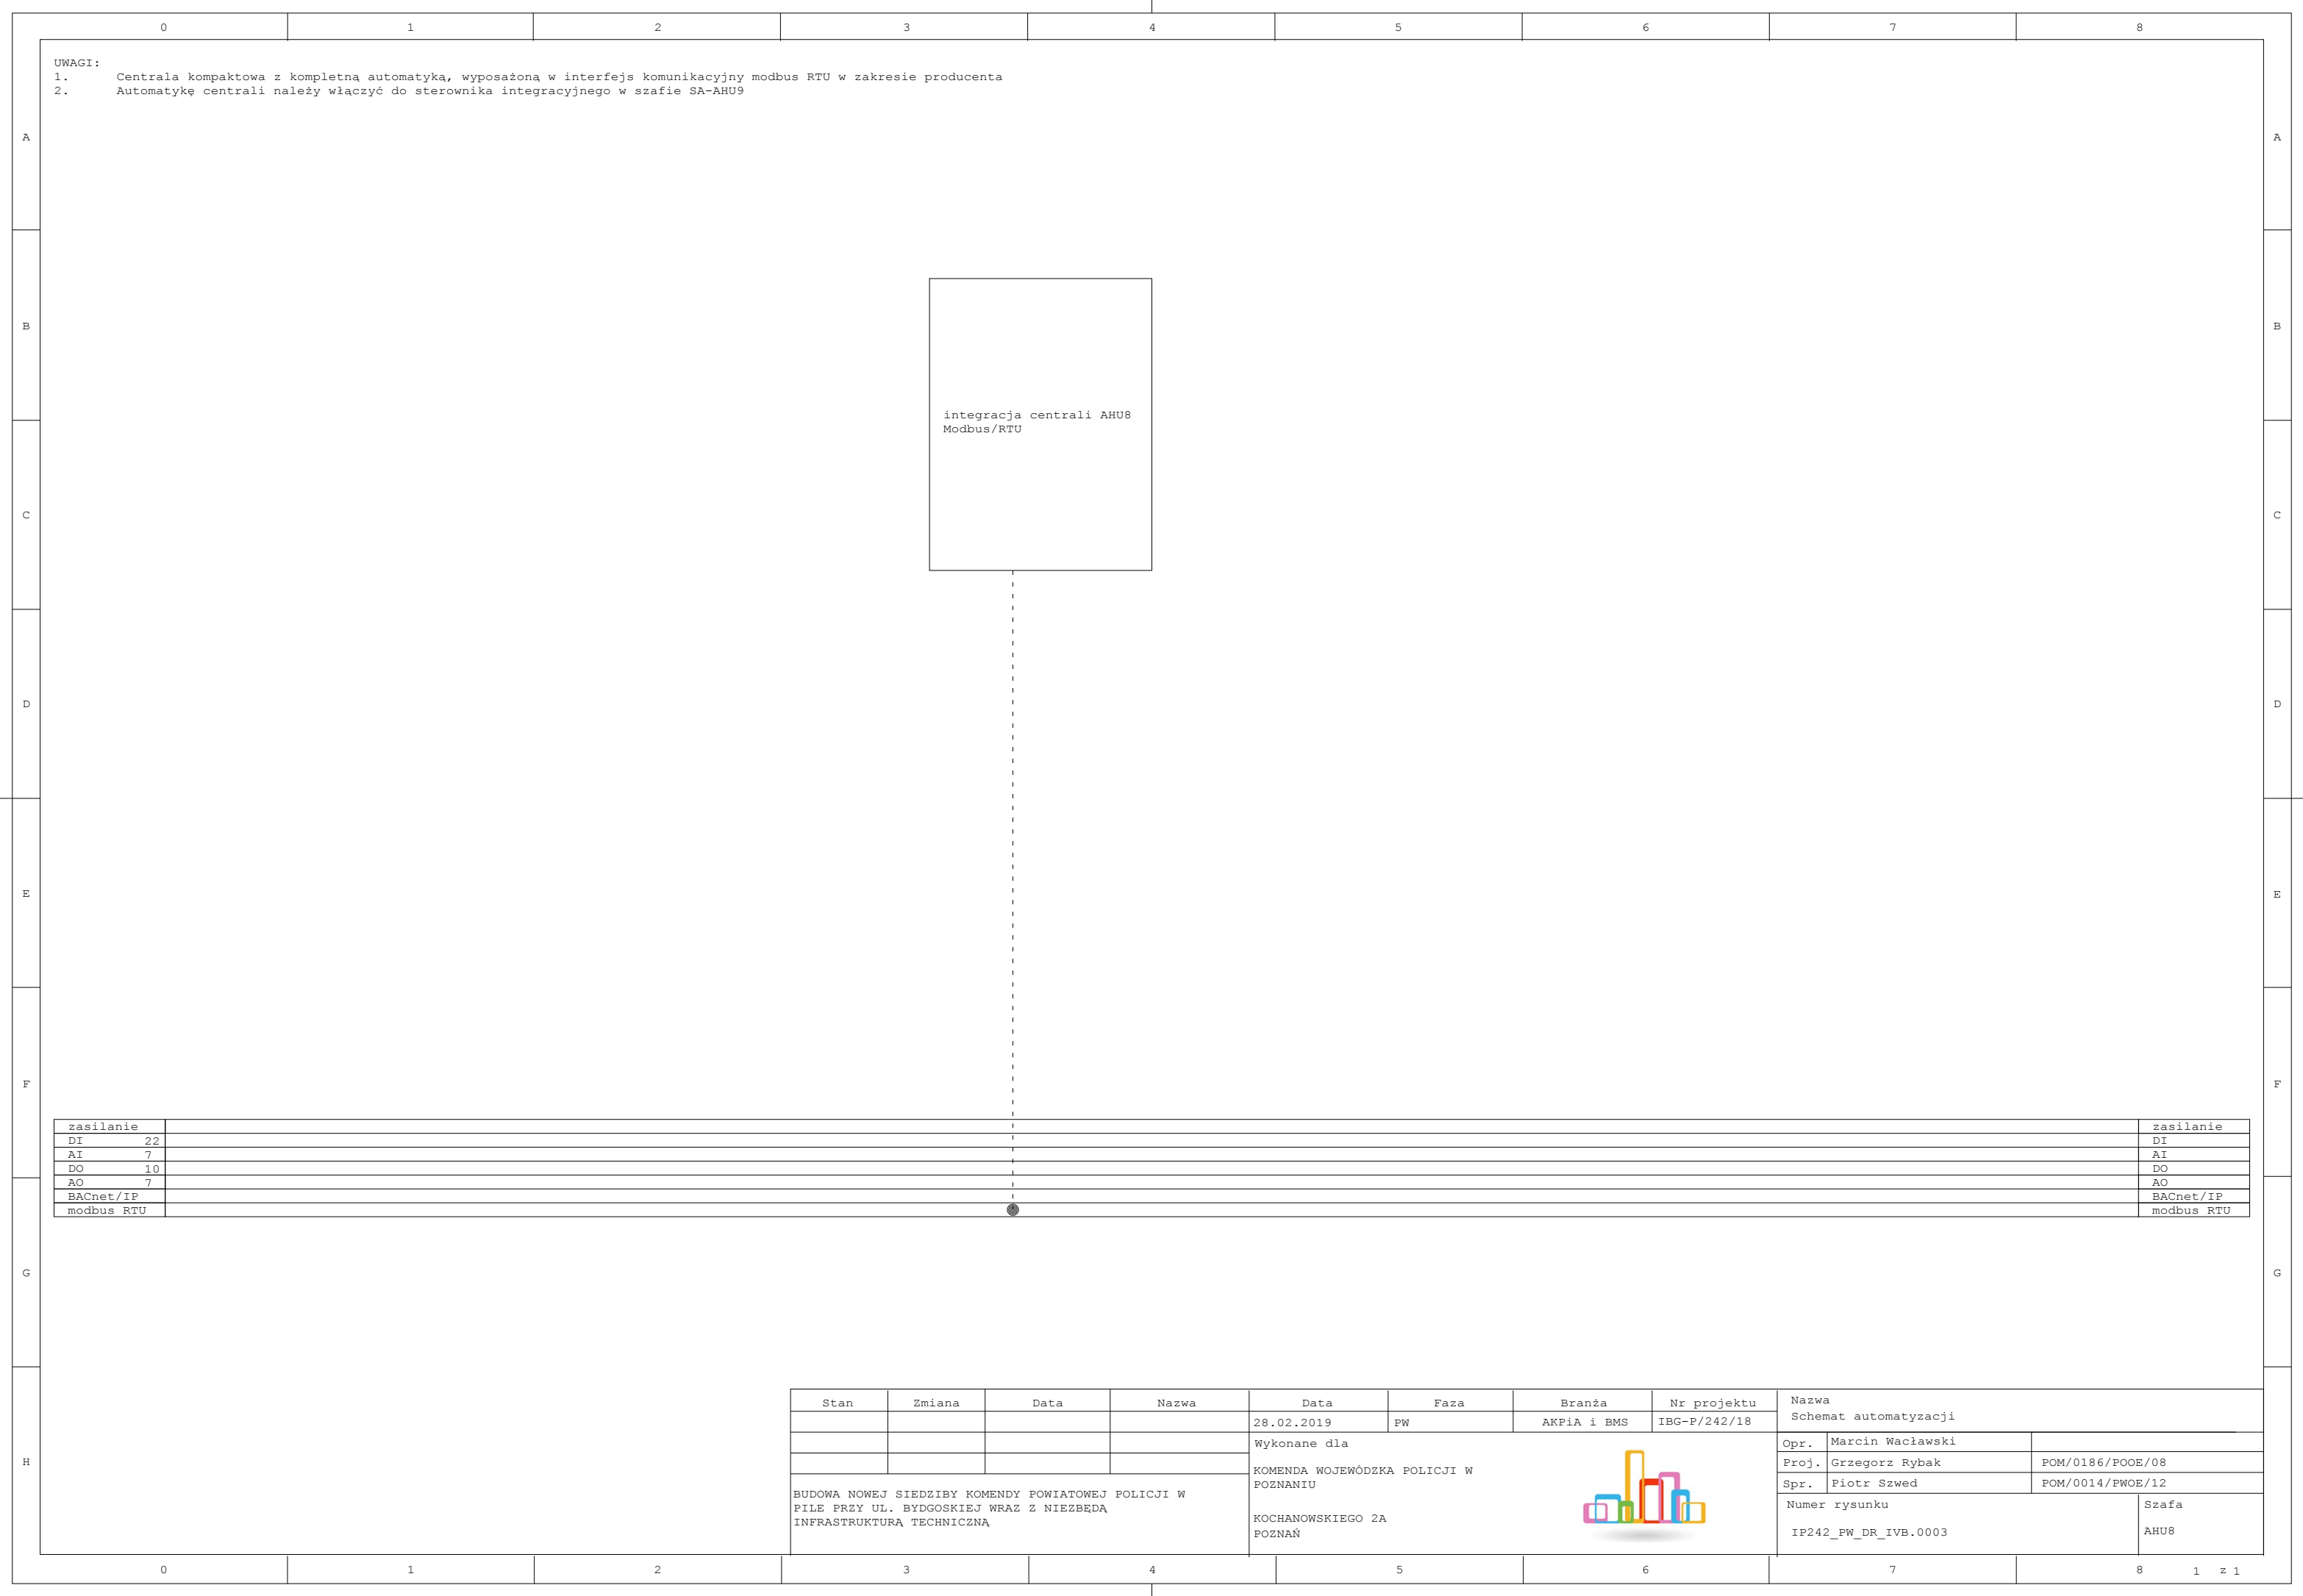 0 1 2 3 4 5 6 7 8
UWAGI:
1. Centrala kompaktowa z kompletną automatyką, wyposażoną w interfejs komunikacyjny modbus RTU w zakresie producenta
2. Automatykę centrali należy włączyć do sterownika integracyjnego w szafie SA-AHU9
A A
B B
integracja centrali AHU8
Modbus/RTU
C C
D D
E E
F F
zasilanie zasilanie
DI 22 DI
AI 7 AI
DO 10 DO
AO 7 AO
BACnet/IP BACnet/IP
modbus RTU modbus RTU
G G
H
Stan Zmiana Data Nazwa Data Faza Branża Nr projektu
28.02.2019 PW AKPiA i BMS IBG-P/242/18
Nazwa
Schemat automatyzacji
Wykonane dla
KOMENDA WOJEWÓDZKA POLICJI W
POZNANIU
KOCHANOWSKIEGO 2A
POZNAŃ
BUDOWA NOWEJ SIEDZIBY KOMENDY POWIATOWEJ POLICJI W
PILE PRZY UL. BYDGOSKIEJ WRAZ Z NIEZBĘDĄ
INFRASTRUKTURĄ TECHNICZNĄ
Opr. Marcin Wacławski
Proj. Grzegorz Rybak POM/0186/POOE/08
Spr. Piotr Szwed POM/0014/PWOE/12
Numer rysunku Szafa
IP242_PW_DR_IVB.0003 AHU8
0 1 2 3 4 5 6 7 8 1 z 1